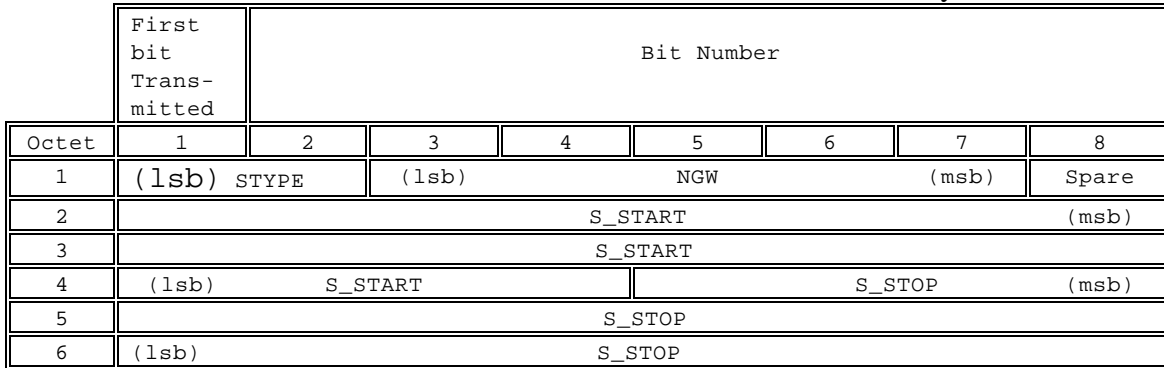 First
bit
Trans-
mitted
Bit Number
Octet 1 2 3 4 5 6 7 8
1 (lsb) STYPE (lsb) NGW (msb) Spare
2 S_START (msb)
3 S_START
4 (lsb) S_START S_STOP (msb)
5 S_STOP
6 (lsb) S_STOP